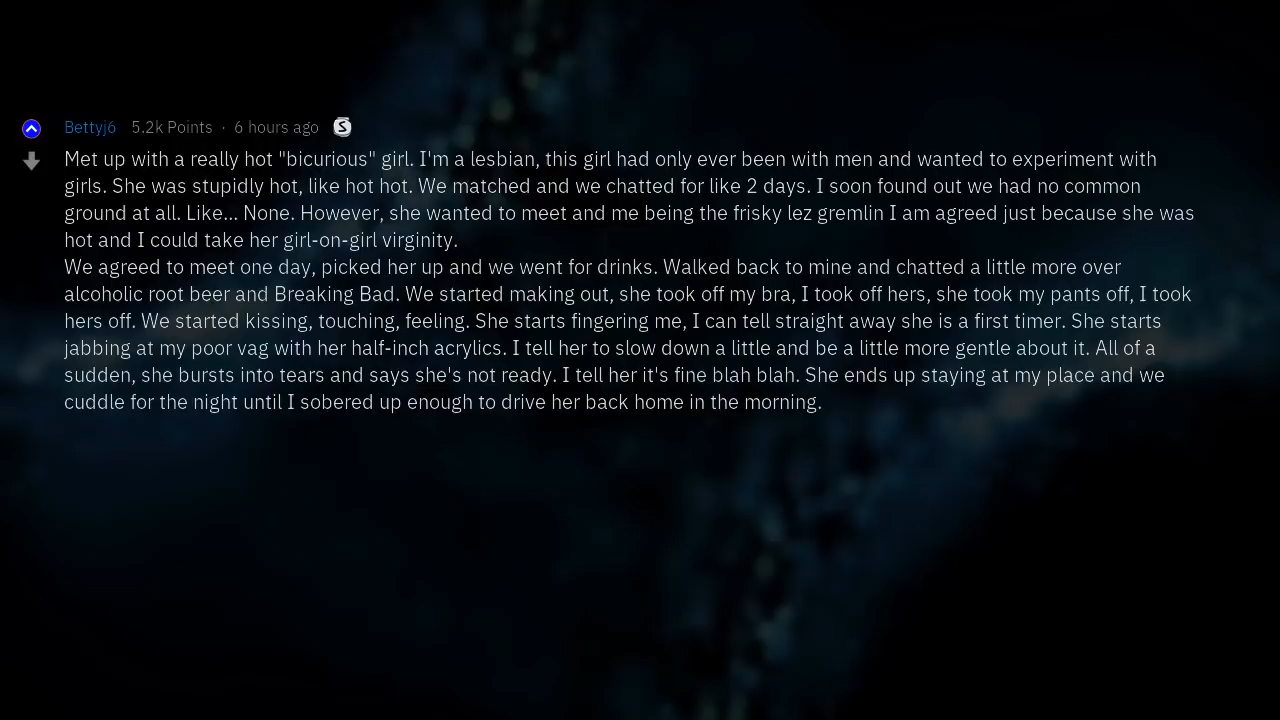 Bettyj6 5.2k Points · 6 hours ago S
Met up with a really hot "bicurious" girl. I'm a lesbian, this girl had only ever been with men and wanted to experiment with
girls. She was stupidly hot, like hot hot. We matched and we chatted for like 2 days. I soon found out we had no common
ground at all. Like... None. However, she wanted to meet and me being the frisky lez gremlin I am agreed just because she was
hot and I could take her girl-on-girl virginity.
We agreed to meet one day, picked her up and we went for drinks. Walked back to mine and chatted a little more over
alcoholic root beer and Breaking Bad. We started making out, she took off my bra, I took off hers, she took my pants off, I took
hers off. We started kissing, touching, feeling. She starts fingering me, I can tell straight away she is a first timer. She starts
jabbing at my poor vag with her half-inch acrylics. I tell her to slow down a little and be a little more gentle about it. All of a
sudden, she bursts into tears and says she's not ready. I tell her it's fine blah blah. She ends up staying at my place and we
cuddle for the night until I sobered up enough to drive her back home in the morning.